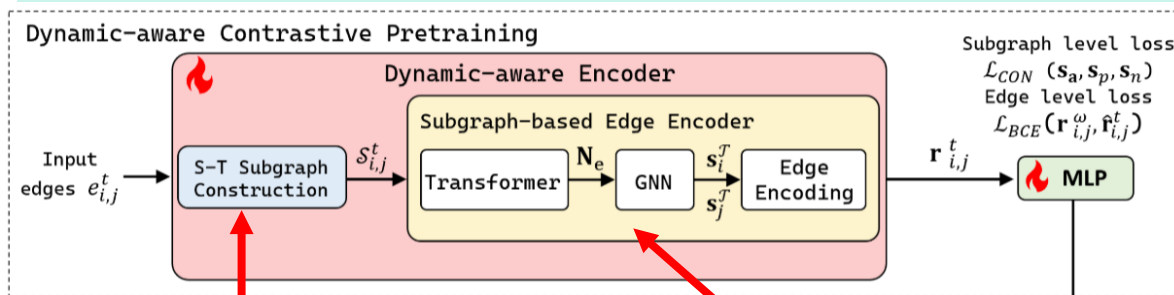 Dynamic-aware Contrastive Pretraining
Dynamic-aware Encoder
Subgraph level loss
ℒ_CON (s_a, s_p, s_n)
Edge level loss
ℒ_BCE(r^ω_{i,j}, r̂^t_{i,j})
Subgraph-based Edge Encoder
Input
edges e^t_{i,j}
S-T Subgraph
Construction
𝒮^t_{i,j}
Transformer
N_e
GNN
s^𝒯_i
s^𝒯_j
Edge
Encoding
r^t_{i,j}
MLP